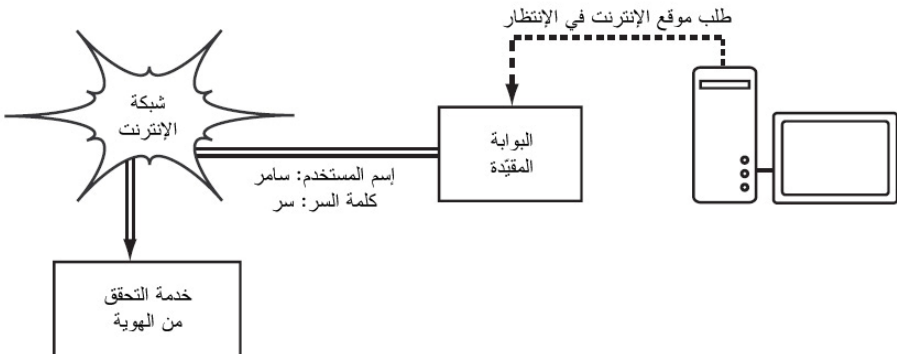 طلب موقع الإنترنت في الإنتظار
شبكة
الإنترنت
البوابة
المقيّدة
إسم المستخدم: سامر
كلمة السر: سر
خدمة التحقق
من الهوية